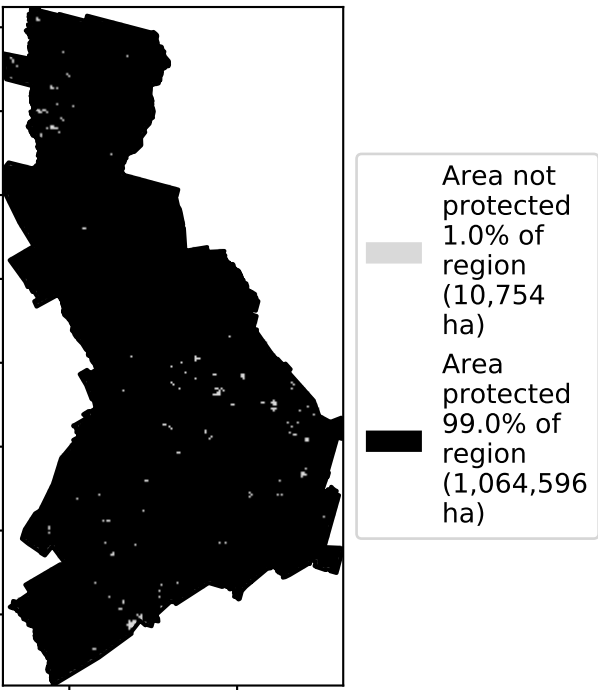 Area not
protected
1.0% of
region
(10,754
ha)
Area
protected
99.0% of
region
(1,064,596
ha)